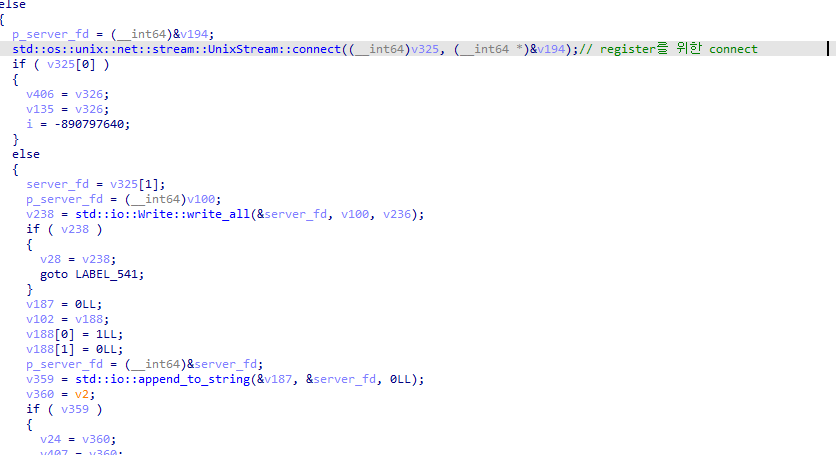 else
{
p_server_fd = (__int64)&v194;
std::os::unix::net::stream::UnixStream::connect((__int64)v325, (__int64 *)&v194);// register를 위한 connect
if ( v325[0] )
{
v406 = v326;
v135 = v326;
i = -890797640;
}
else
{
server_fd = v325[1];
p_server_fd = (__int64)v100;
v238 = std::io::Write::write_all(&server_fd, v100, v236);
if ( v238 )
{
v28 = v238;
goto LABEL_541;
}
v187 = 0LL;
v102 = v188;
v188[0] = 1LL;
v188[1] = 0LL;
p_server_fd = (__int64)&server_fd;
v359 = std::io::append_to_string(&v187, &server_fd, 0LL);
v360 = v2;
if ( v359 )
{
v24 = v360;
v407 = v360;